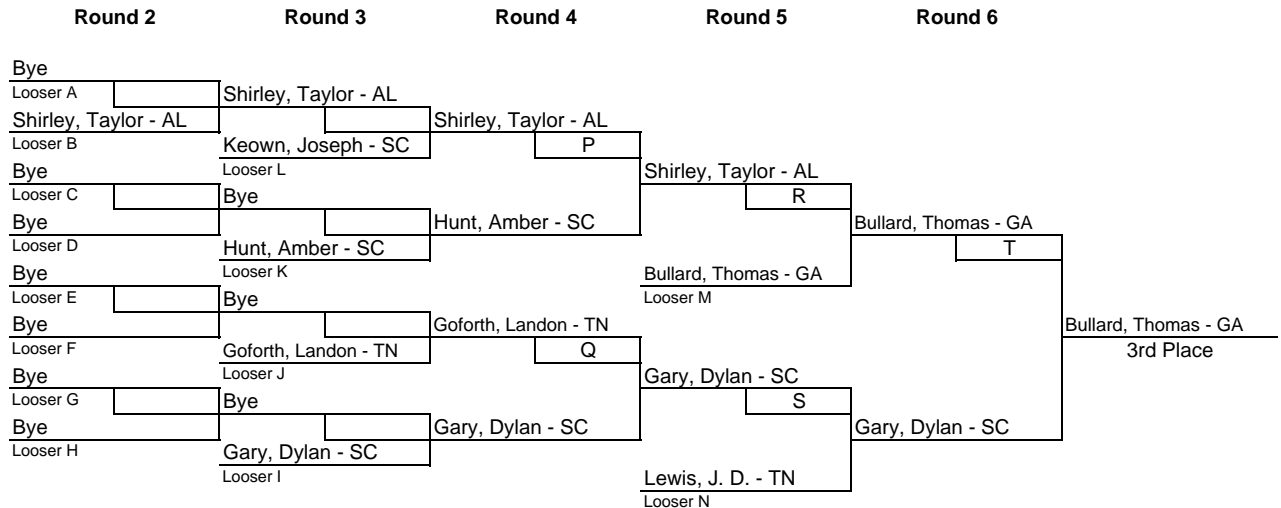 Round 2 Round 3 Round 4 Round 5 Round 6
Bye
Looser A
Shirley, Taylor - AL
Looser B
Bye
Looser C
Bye
Looser D
Bye
Looser E
Bye
Looser F
Bye
Looser G
Bye
Looser H
Shirley, Taylor - AL
Keown, Joseph - SC
Looser L
Bye
Hunt, Amber - SC
Looser K
Bye
Goforth, Landon - TN
Looser J
Bye
Gary, Dylan - SC
Looser I
Shirley, Taylor - AL
P
Hunt, Amber - SC
Goforth, Landon - TN
Q
Gary, Dylan - SC
Shirley, Taylor - AL
R
Bullard, Thomas - GA
Looser M
Gary, Dylan - SC
S
Lewis, J. D. - TN
Looser N
Bullard, Thomas - GA
T
Gary, Dylan - SC
Bullard, Thomas - GA
3rd Place